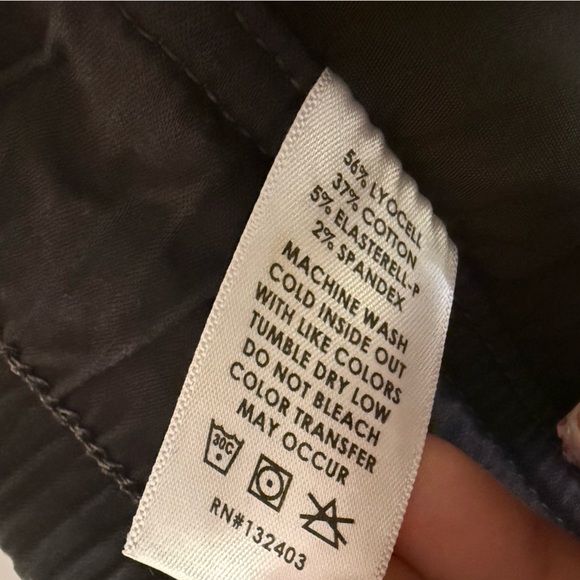 56% LYOCELL
37% COTTON
5% ELASTERELL-P
2% SPANDEX
MACHINE WASH
COLD INSIDE OUT
WITH LIKE COLORS
TUMBLE DRY LOW
DO NOT BLEACH
COLOR TRANSFER
MAY OCCUR
30C
RN#132403